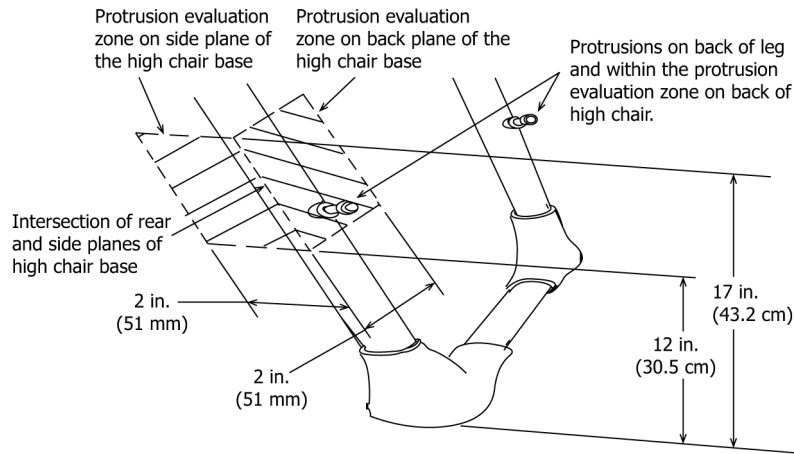 Protrusion evaluation
zone on side plane of
the high chair base
Protrusion evaluation
zone on back plane of the
high chair base
Protrusions on back of leg
and within the protrusion
evaluation zone on back of
high chair.
Intersection of rear
and side planes of
high chair base
2 in.
(51 mm)
2 in.
(51 mm)
12 in.
(30.5 cm)
17 in.
(43.2 cm)